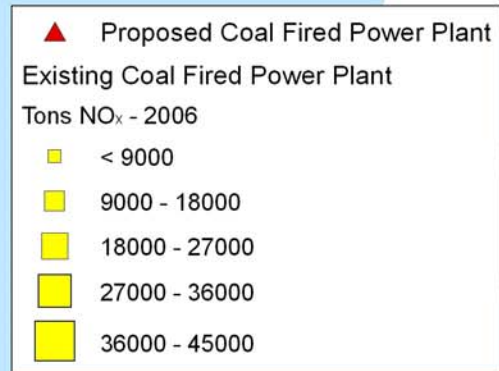 Proposed Coal Fired Power Plant
Existing Coal Fired Power Plant
Tons NOx - 2006
< 9000
9000 - 18000
18000 - 27000
27000 - 36000
36000 - 45000